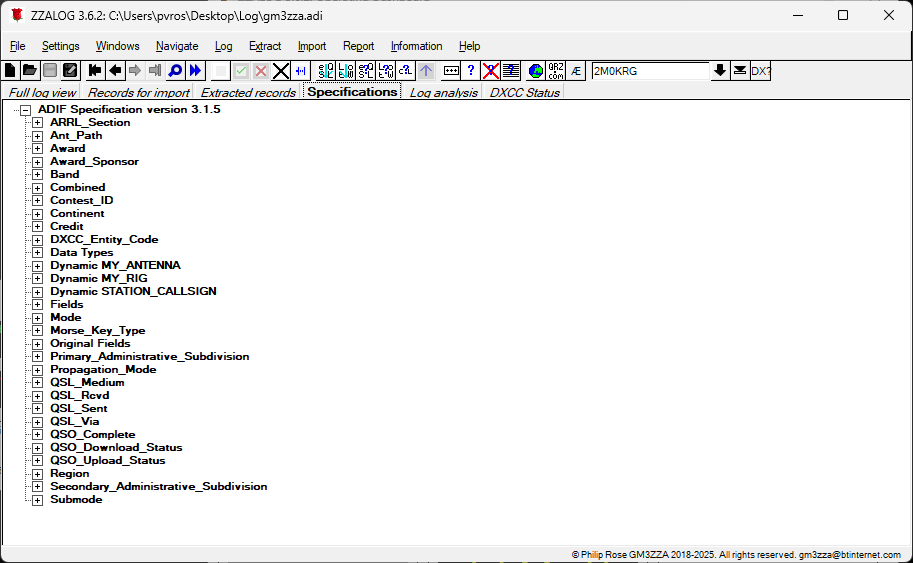 ZZALOG 3.6.2: C:\Users\pvros\Desktop\Log\gm3zza.adi
File Settings Windows Navigate Log Extract Import Report Information Help
QRZ .com Æ 2M0KRG DX?
Full log view Records for import Extracted records Specifications Log analysis DXCC Status
ADIF Specification version 3.1.5
ARRL_Section
Ant_Path
Award
Award_Sponsor
Band
Combined
Contest_ID
Continent
Credit
DXCC_Entity_Code
Data Types
Dynamic MY_ANTENNA
Dynamic MY_RIG
Dynamic STATION_CALLSIGN
Fields
Mode
Morse_Key_Type
Original Fields
Primary_Administrative_Subdivision
Propagation_Mode
QSL_Medium
QSL_Rcvd
QSL_Sent
QSL_Via
QSO_Complete
QSO_Download_Status
QSO_Upload_Status
Region
Secondary_Administrative_Subdivision
Submode
© Philip Rose GM3ZZA 2018-2025. All rights reserved. gm3zza@btinternet.com